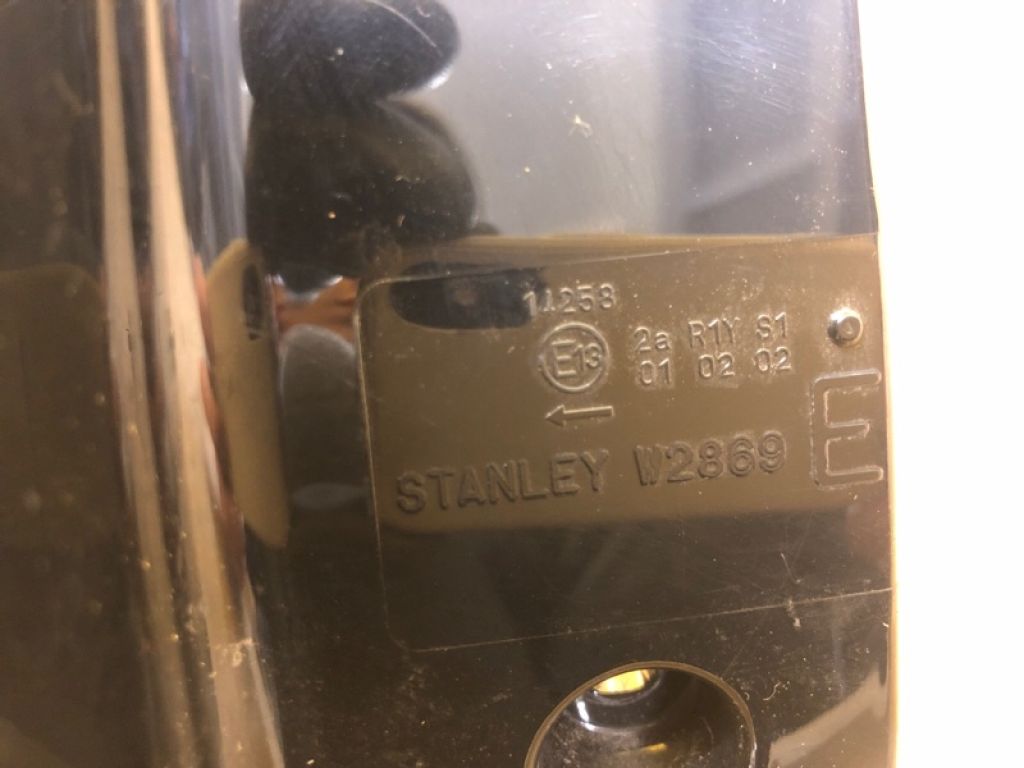 14258
E13 2a R1Y S1
01 02 02
←
STANLEY W2869
E